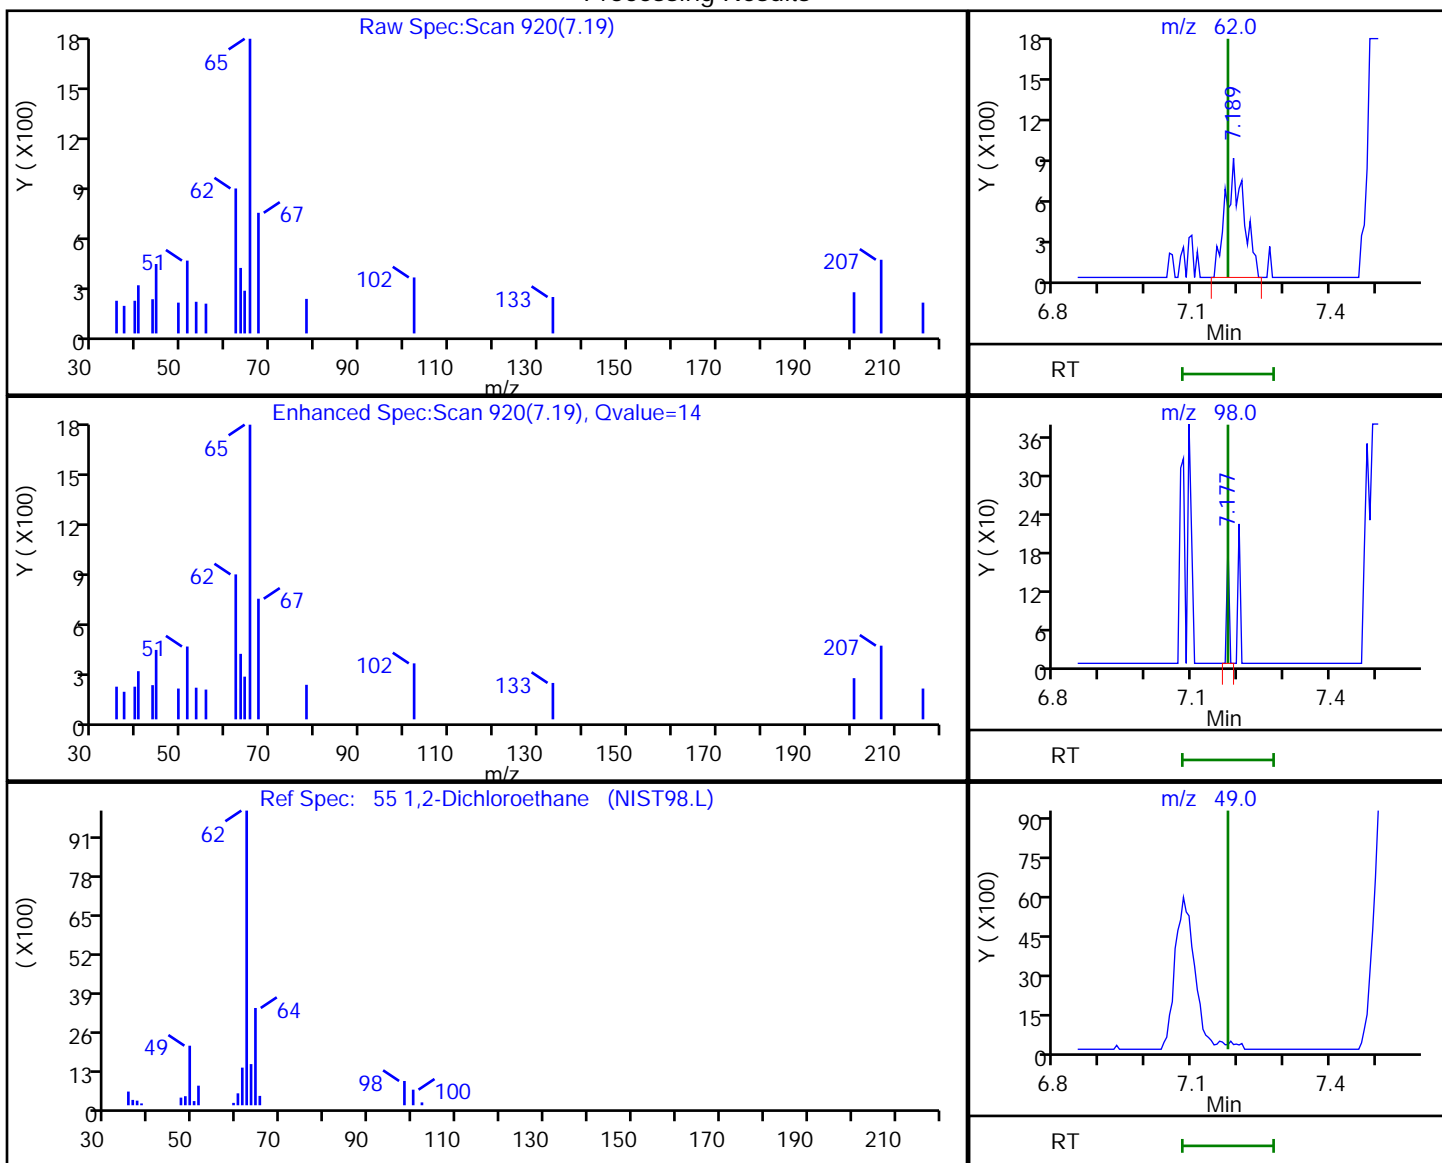 Processing Results
Raw Spec:Scan 920(7.19)
Y ( X100)
18
15
12
9
6
3
0
65
62
67
51
102
133
207
30 50 70 90 110 130 150 170 190 210
m/z
m/z 62.0
Y ( X100)
18
15
12
9
6
3
0
7.189
6.8 7.1 7.4
Min
RT
Enhanced Spec:Scan 920(7.19), Qvalue=14
Y ( X100)
18
15
12
9
6
3
0
65
62
67
51
102
133
207
30 50 70 90 110 130 150 170 190 210
m/z
m/z 98.0
Y ( X10)
36
30
24
18
12
6
0
7.177
6.8 7.1 7.4
Min
RT
Ref Spec: 55 1,2-Dichloroethane (NIST98.L)
( X100)
91
78
65
52
39
26
13
0
62
64
49
98
100
30 50 70 90 110 130 150 170 190 210
m/z 49.0
Y ( X100)
90
75
60
45
30
15
0
6.8 7.1 7.4
Min
RT